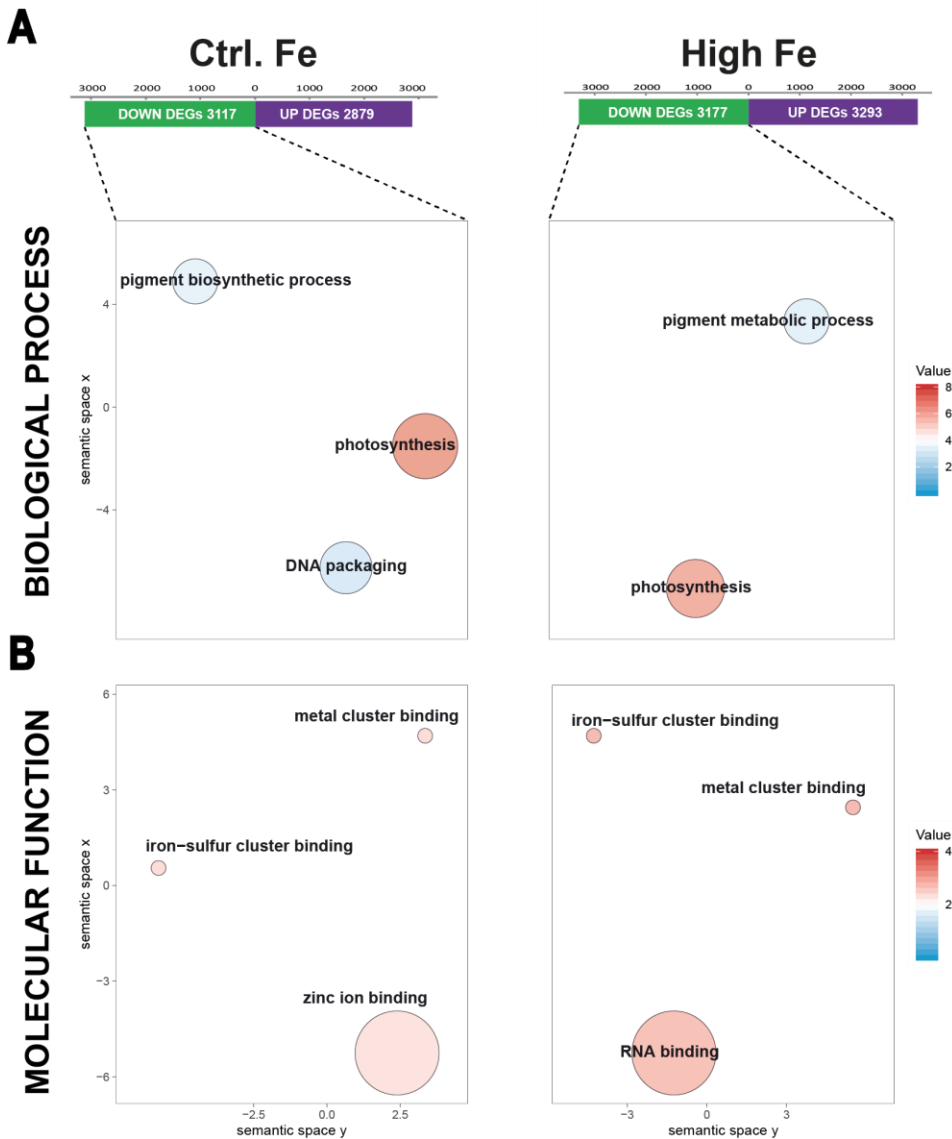 A
Ctrl. Fe
High Fe
3000 2000 1000 0 1000 2000 3000
3000 2000 1000 0 1000 2000 3000
DOWN DEGs 3117 UP DEGs 2879
DOWN DEGs 3177 UP DEGs 3293
BIOLOGICAL PROCESS
semantic space x
4
0
−4
pigment biosynthetic process
photosynthesis
DNA packaging
pigment metabolic process
photosynthesis
Value
8
6
4
2
B
MOLECULAR FUNCTION
semantic space x
6
3
0
−3
−6
metal cluster binding
iron−sulfur cluster binding
zinc ion binding
−2.5 0.0 2.5
semantic space y
iron−sulfur cluster binding
metal cluster binding
RNA binding
−3 0 3
semantic space y
Value
4
2